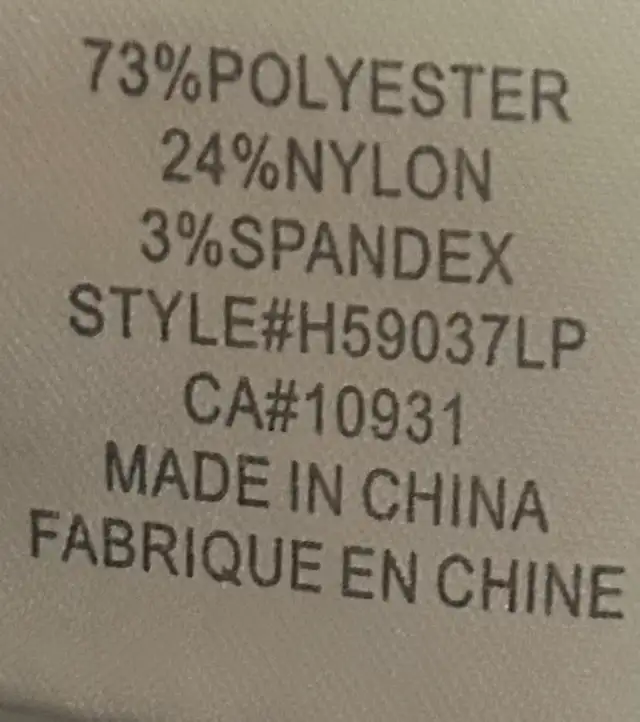 73%POLYESTER
24%NYLON
3%SPANDEX
STYLE#H59037LP
CA#10931
MADE IN CHINA
FABRIQUE EN CHINE